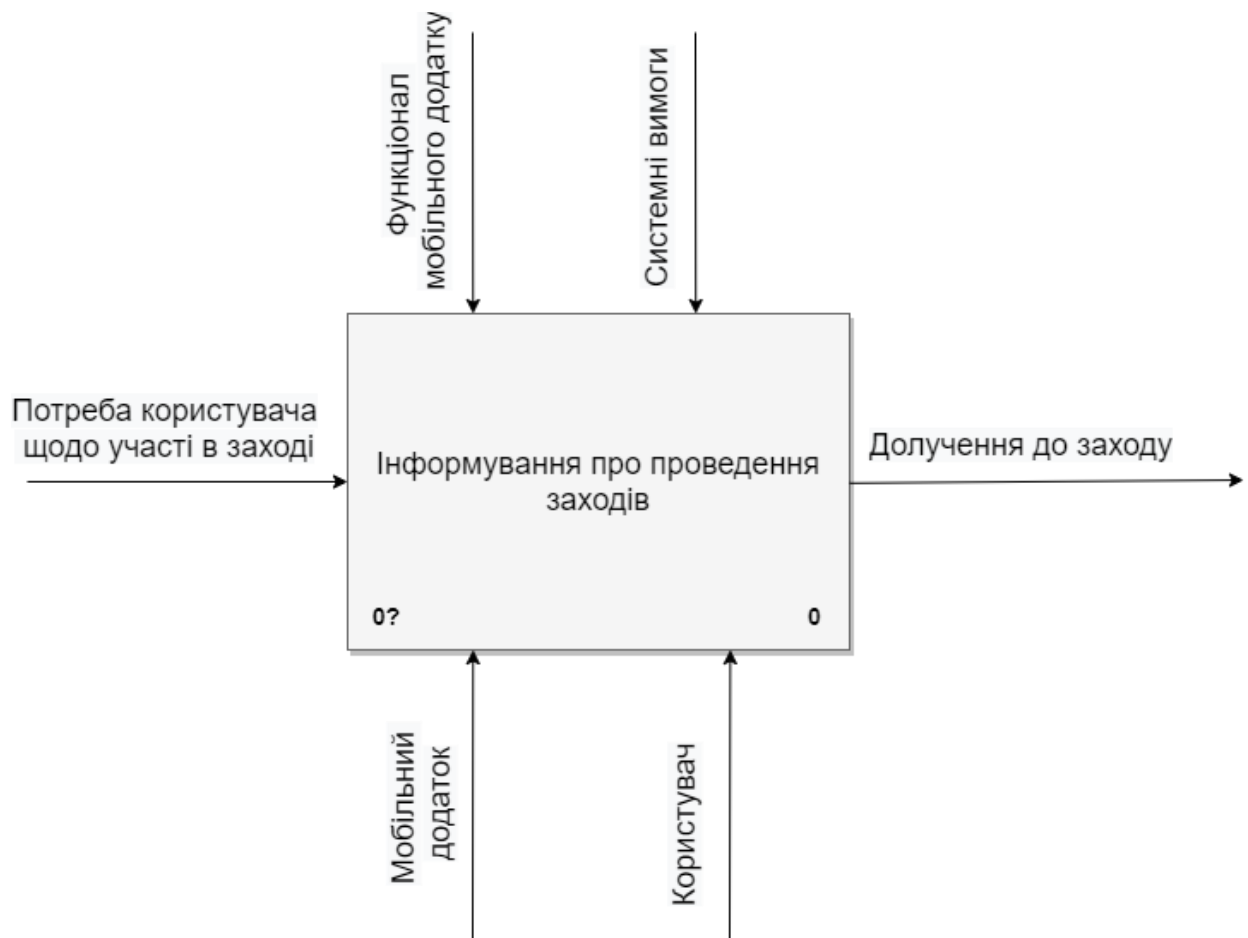 Функціонал
мобільного додатку
Системні вимоги
Потреба користувача
щодо участі в заході
Інформування про проведення
заходів
Долучення до заходу
0?
0
Мобільний
додаток
Користувач